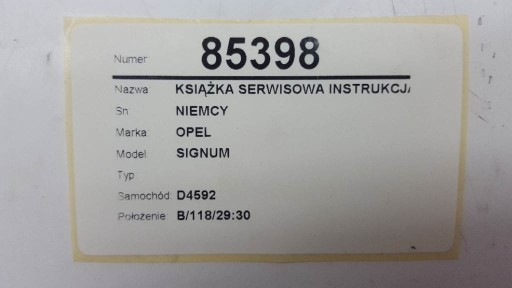 Numer 85398
Nazwa KSIĄŻKA SERWISOWA INSTRUKCJA
Sn NIEMCY
Marka: OPEL
Model: SIGNUM
Typ
Samochód: D4592
Położenie: B/118/29:30